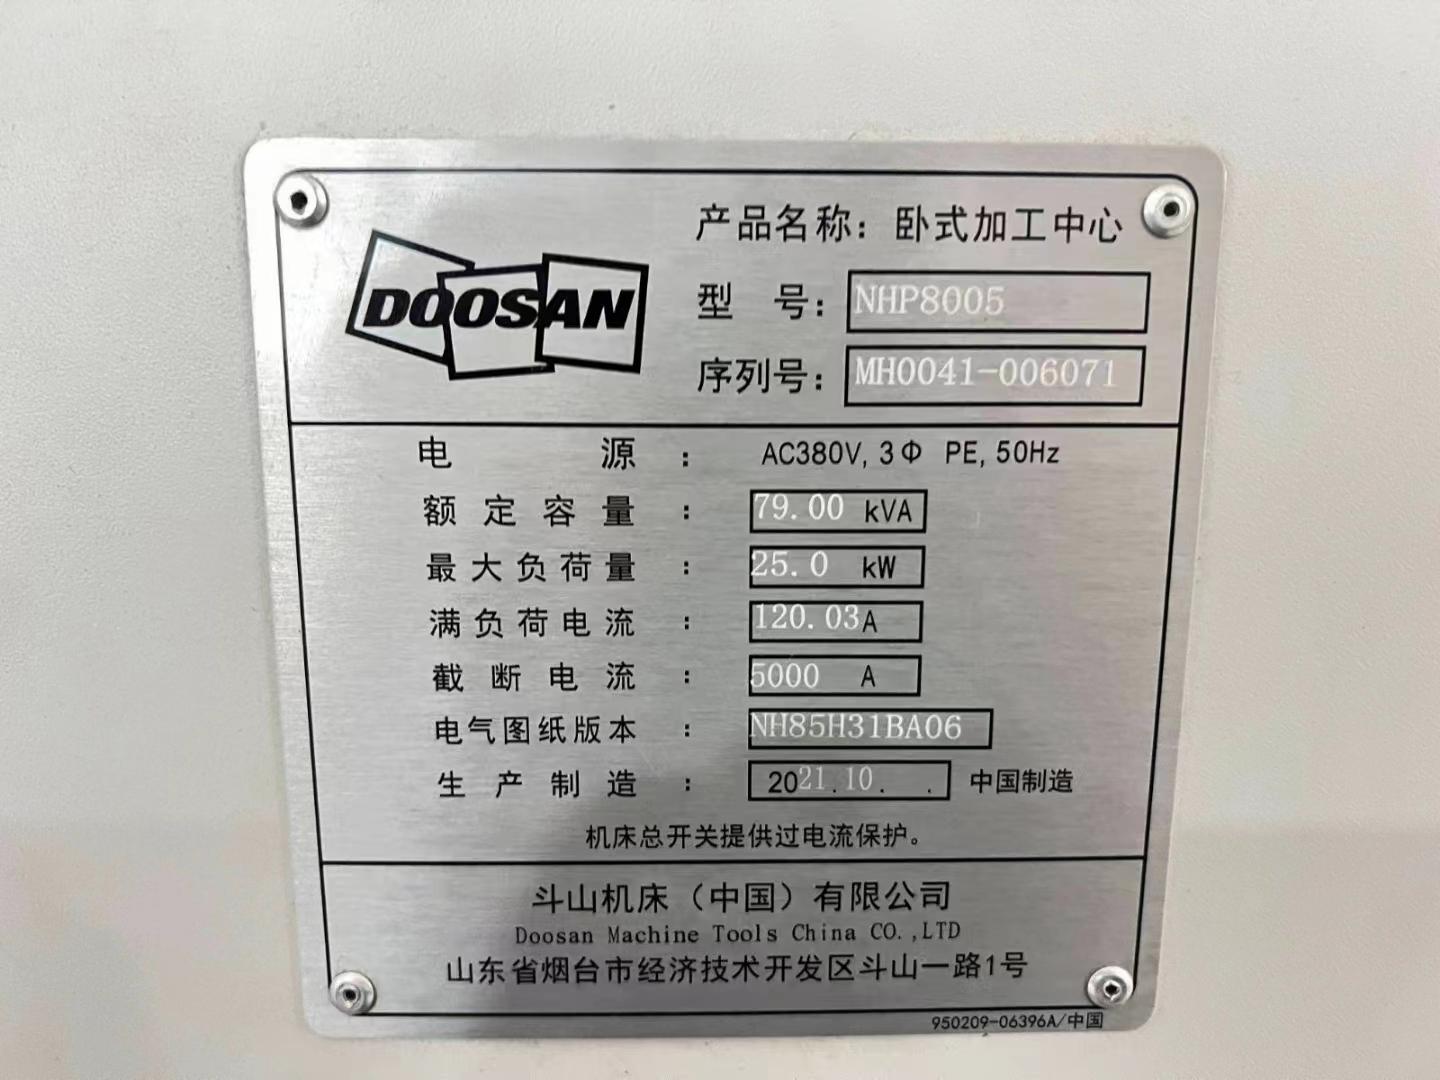 DOOSAN
产品名称：卧式加工中心
型 号：NHP8005
序列号：MH0041-006071
电 源：AC380V, 3Φ PE, 50Hz
额定容量：79.00 kVA
最大负荷量：25.0 kW
满负荷电流：120.03 A
截断电流：5000 A
电气图纸版本：NH85H31BA06
生产制造：2021.10. . 中国制造
机床总开关提供过电流保护。
斗山机床（中国）有限公司
Doosan Machine Tools China CO.,LTD
山东省烟台市经济技术开发区斗山一路1号
950209-06396A/中国